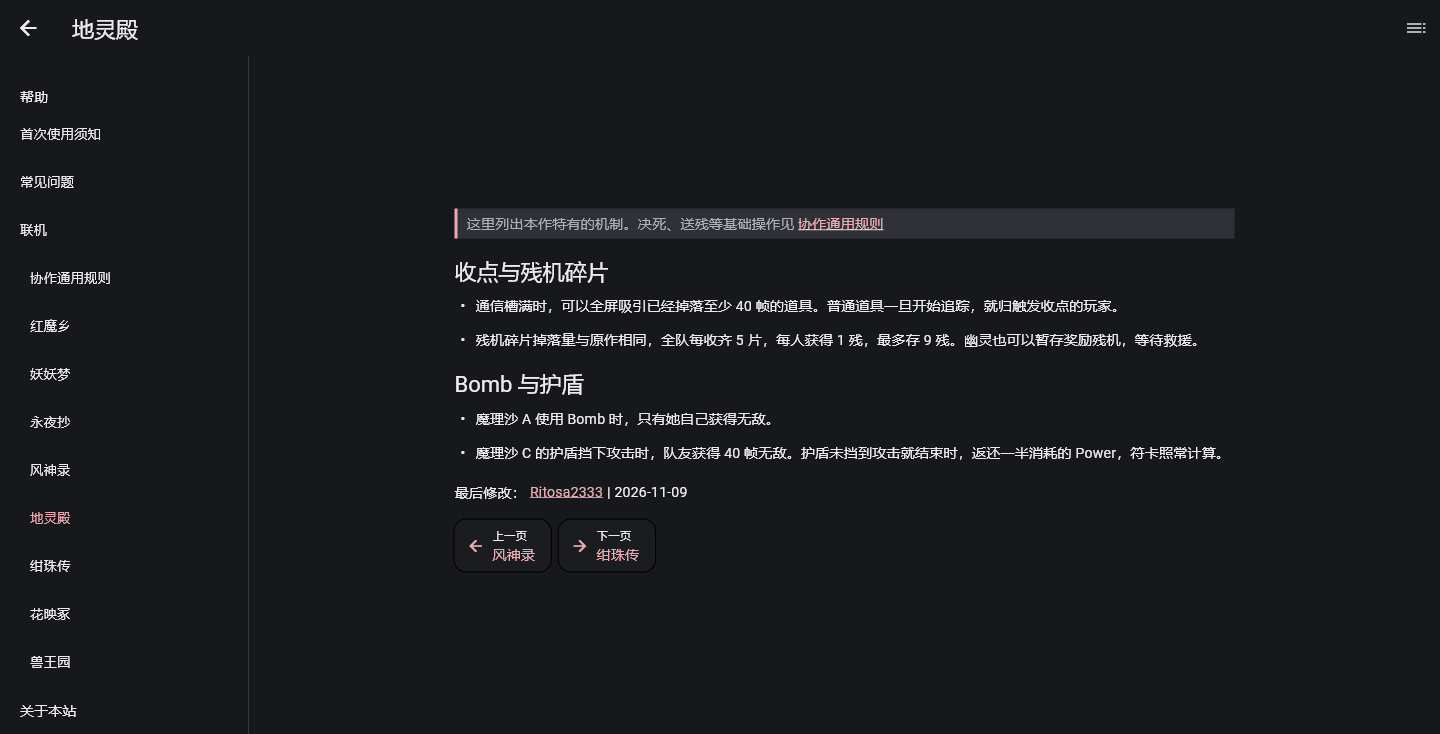 地灵殿
帮助
首次使用须知
常见问题
联机
协作通用规则
红魔乡
妖妖梦
永夜抄
风神录
地灵殿
绀珠传
花映冢
兽王园
关于本站
这里列出本作特有的机制。决死、送残等基础操作见 协作通用规则
收点与残机碎片
• 通信槽满时，可以全屏吸引已经掉落至少 40 帧的道具。普通道具一旦开始追踪，就归触发收点的玩家。
• 残机碎片掉落量与原作相同，全队每收齐 5 片，每人获得 1 残，最多存 9 残。幽灵也可以暂存奖励残机，等待救援。
Bomb 与护盾
• 魔理沙 A 使用 Bomb 时，只有她自己获得无敌。
• 魔理沙 C 的护盾挡下攻击时，队友获得 40 帧无敌。护盾未挡到攻击就结束时，返还一半消耗的 Power，符卡照常计算。
最后修改： Ritosa2333 | 2026-11-09
上一页
风神录
下一页
绀珠传